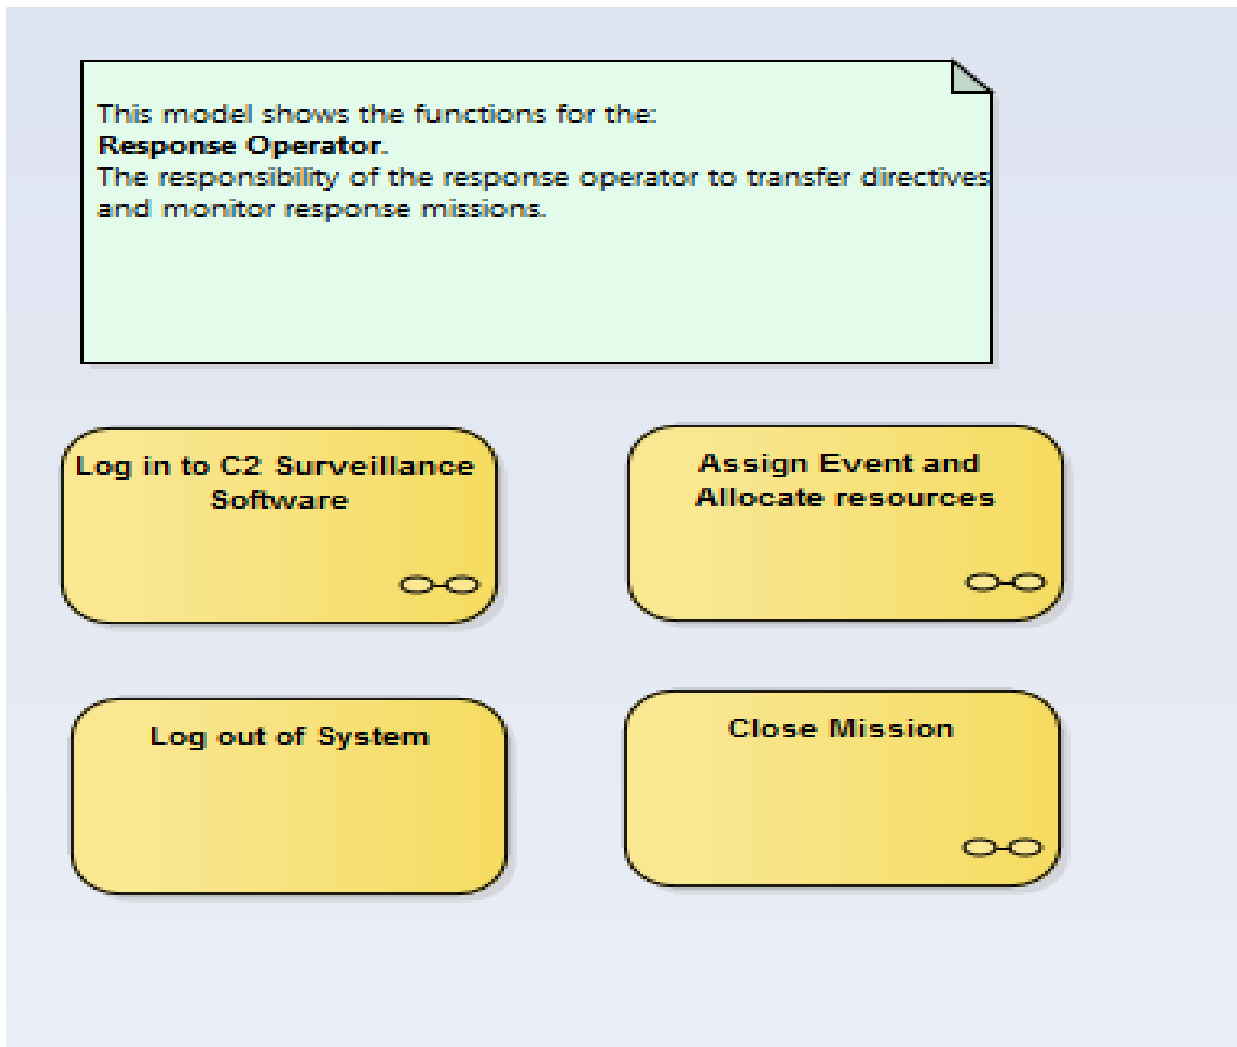 This model shows the functions for the:
Response Operator.
The responsibility of the response operator to transfer directives
and monitor response missions.
Log in to C2 Surveillance
Software
Assign Event and
Allocate resources
Log out of System
Close Mission